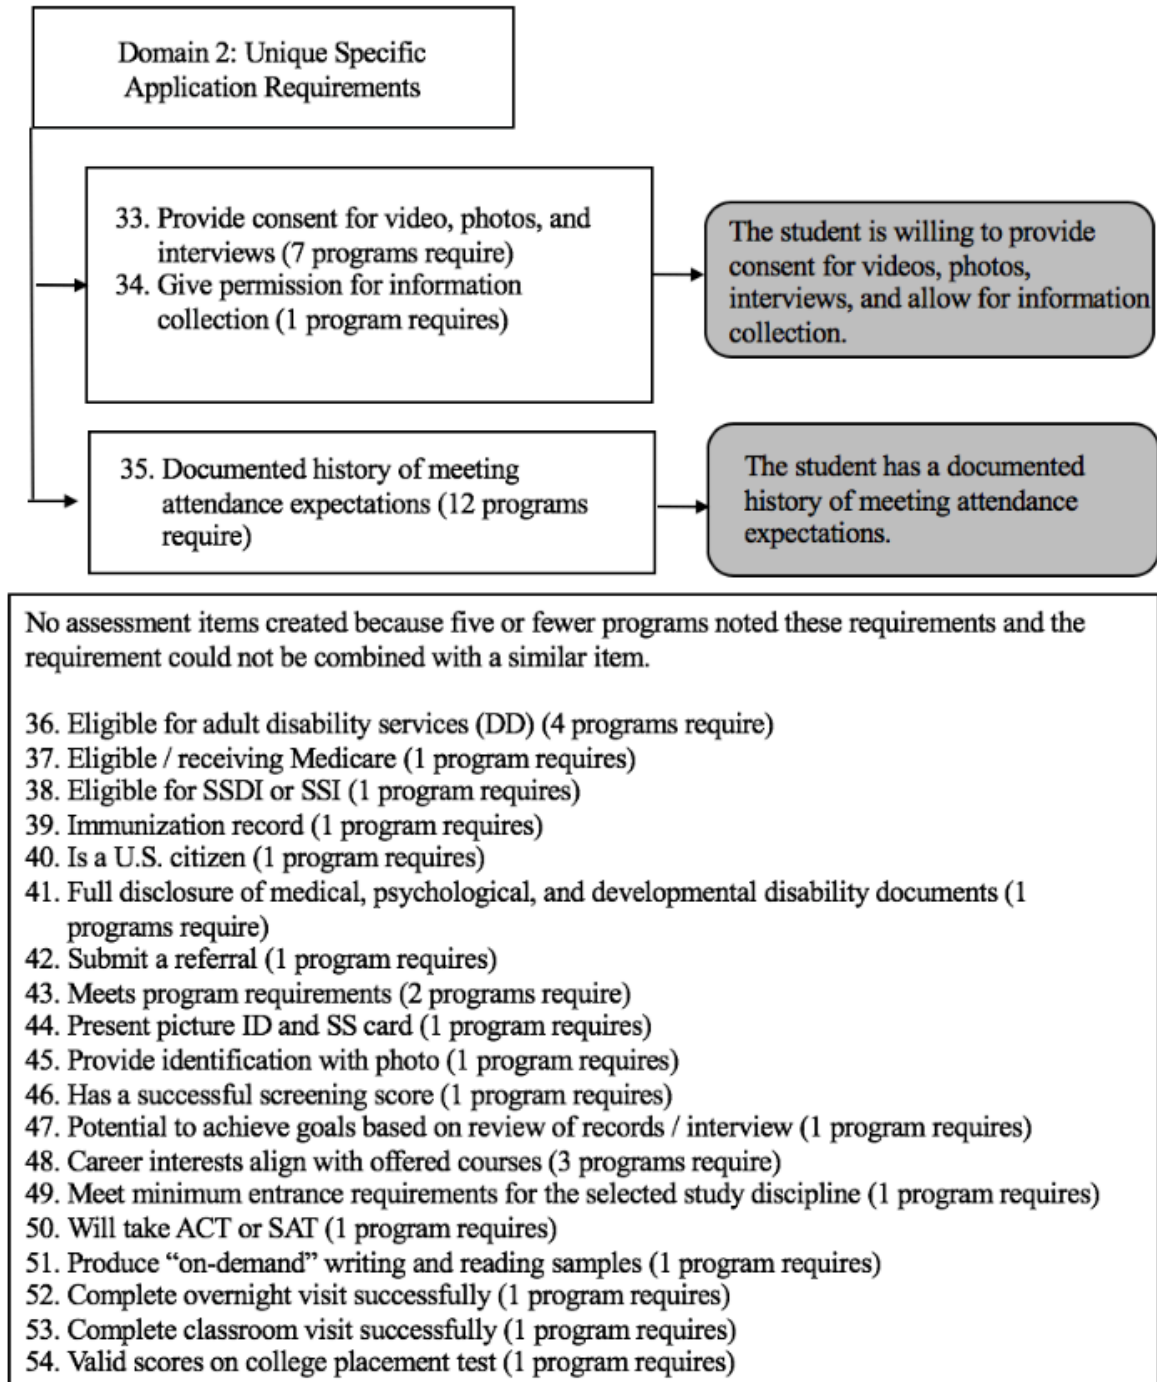 Domain 2: Unique Specific
Application Requirements
33. Provide consent for video, photos, and
interviews (7 programs require)
34. Give permission for information
collection (1 program requires)
The student is willing to provide
consent for videos, photos,
interviews, and allow for information
collection.
35. Documented history of meeting
attendance expectations (12 programs
require)
The student has a documented
history of meeting attendance
expectations.
No assessment items created because five or fewer programs noted these requirements and the
requirement could not be combined with a similar item.
36. Eligible for adult disability services (DD) (4 programs require)
37. Eligible / receiving Medicare (1 program requires)
38. Eligible for SSDI or SSI (1 program requires)
39. Immunization record (1 program requires)
40. Is a U.S. citizen (1 program requires)
41. Full disclosure of medical, psychological, and developmental disability documents (1
programs require)
42. Submit a referral (1 program requires)
43. Meets program requirements (2 programs require)
44. Present picture ID and SS card (1 program requires)
45. Provide identification with photo (1 program requires)
46. Has a successful screening score (1 program requires)
47. Potential to achieve goals based on review of records / interview (1 program requires)
48. Career interests align with offered courses (3 programs require)
49. Meet minimum entrance requirements for the selected study discipline (1 program requires)
50. Will take ACT or SAT (1 program requires)
51. Produce “on-demand” writing and reading samples (1 program requires)
52. Complete overnight visit successfully (1 program requires)
53. Complete classroom visit successfully (1 program requires)
54. Valid scores on college placement test (1 program requires)